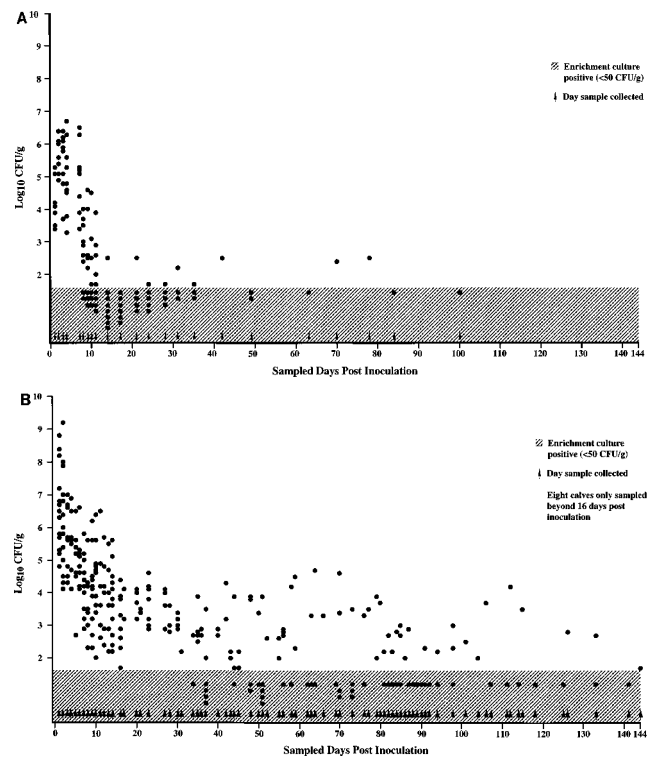 A
10
9
8
7
6
5
4
3
2
Log10 CFU/g
Enrichment culture
positive (<50 CFU/g)
Day sample collected
0 10 20 30 40 50 60 70 80 90 100 110 120 130 140 144
Sampled Days Post Inoculation
B
10
9
8
7
6
5
4
3
2
Log10 CFU/g
Enrichment culture
positive (<50 CFU/g)
Day sample collected
Eight calves only sampled
beyond 16 days post
inoculation
0 10 20 30 40 50 60 70 80 90 100 110 120 130 140 144
Sampled Days Post Inoculation